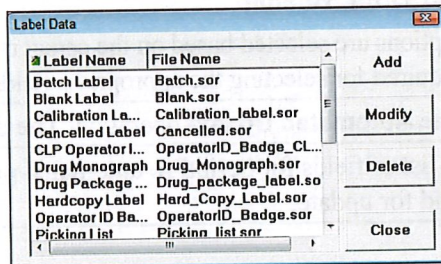 Label Data
Label Name File Name Add
Batch Label Batch.sor
Blank Label Blank.sor
Calibration La... Calibration_label.sor Modify
Cancelled Label Cancelled.sor
CLP Operator I... OperatorID_Badge_CL...
Drug Monograph Drug_Monograph.sor Delete
Drug Package ... Drug_package_label.so
Hardcopy Label Hard_Copy_Label.sor
Operator ID Ba... OperatorID_Badge.sor
Picking List Picking_list.sor Close